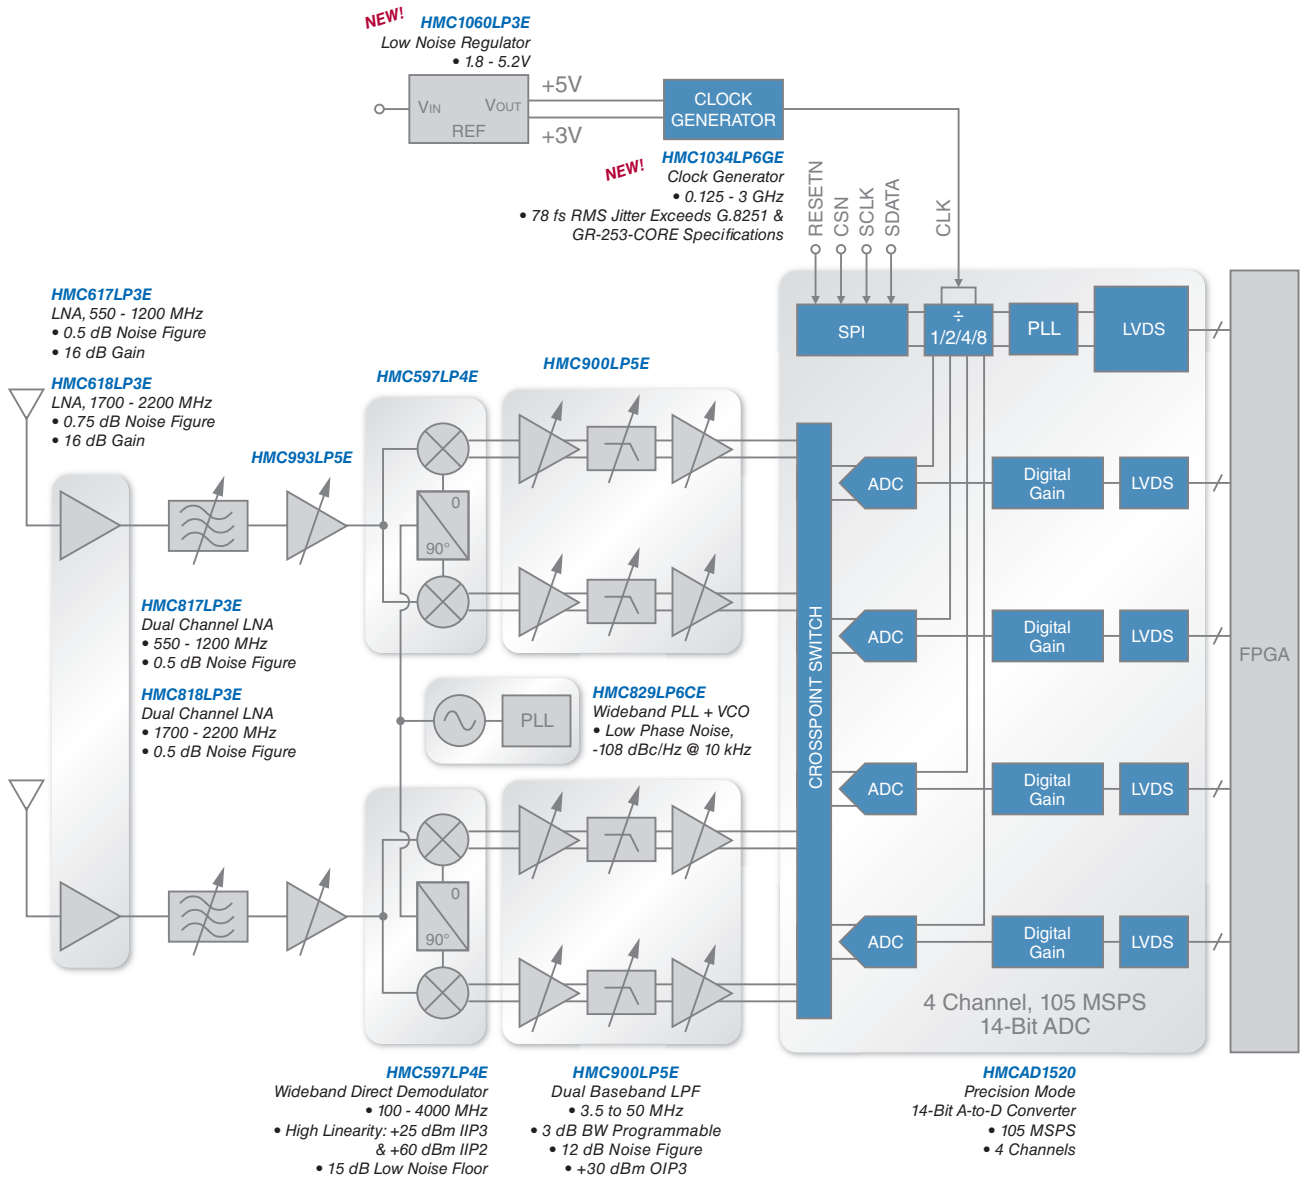 NEW!
HMC1060LP3E
Low Noise Regulator
• 1.8 - 5.2V
VIN
VOUT
REF
+5V
+3V
CLOCK
GENERATOR
NEW!
HMC1034LP6GE
Clock Generator
• 0.125 - 3 GHz
• 78 fs RMS Jitter Exceeds G.8251 &
GR-253-CORE Specifications
RESETN
CSN
SCLK
SDATA
CLK
HMC617LP3E
LNA, 550 - 1200 MHz
• 0.5 dB Noise Figure
• 16 dB Gain
HMC618LP3E
LNA, 1700 - 2200 MHz
• 0.75 dB Noise Figure
• 16 dB Gain
HMC993LP5E
HMC597LP4E
HMC900LP5E
0
90°
SPI
÷
1/2/4/8
PLL
LVDS
ADC
Digital
Gain
LVDS
ADC
Digital
Gain
LVDS
CROSSPOINT SWITCH
FPGA
HMC817LP3E
Dual Channel LNA
• 550 - 1200 MHz
• 0.5 dB Noise Figure
HMC818LP3E
Dual Channel LNA
• 1700 - 2200 MHz
• 0.5 dB Noise Figure
PLL
HMC829LP6CE
Wideband PLL + VCO
• Low Phase Noise,
-108 dBc/Hz @ 10 kHz
ADC
Digital
Gain
LVDS
0
90°
ADC
Digital
Gain
LVDS
4 Channel, 105 MSPS
14-Bit ADC
HMC597LP4E
Wideband Direct Demodulator
• 100 - 4000 MHz
• High Linearity: +25 dBm IIP3
& +60 dBm IIP2
• 15 dB Low Noise Floor
HMC900LP5E
Dual Baseband LPF
• 3.5 to 50 MHz
• 3 dB BW Programmable
• 12 dB Noise Figure
• +30 dBm OIP3
HMCAD1520
Precision Mode
14-Bit A-to-D Converter
• 105 MSPS
• 4 Channels